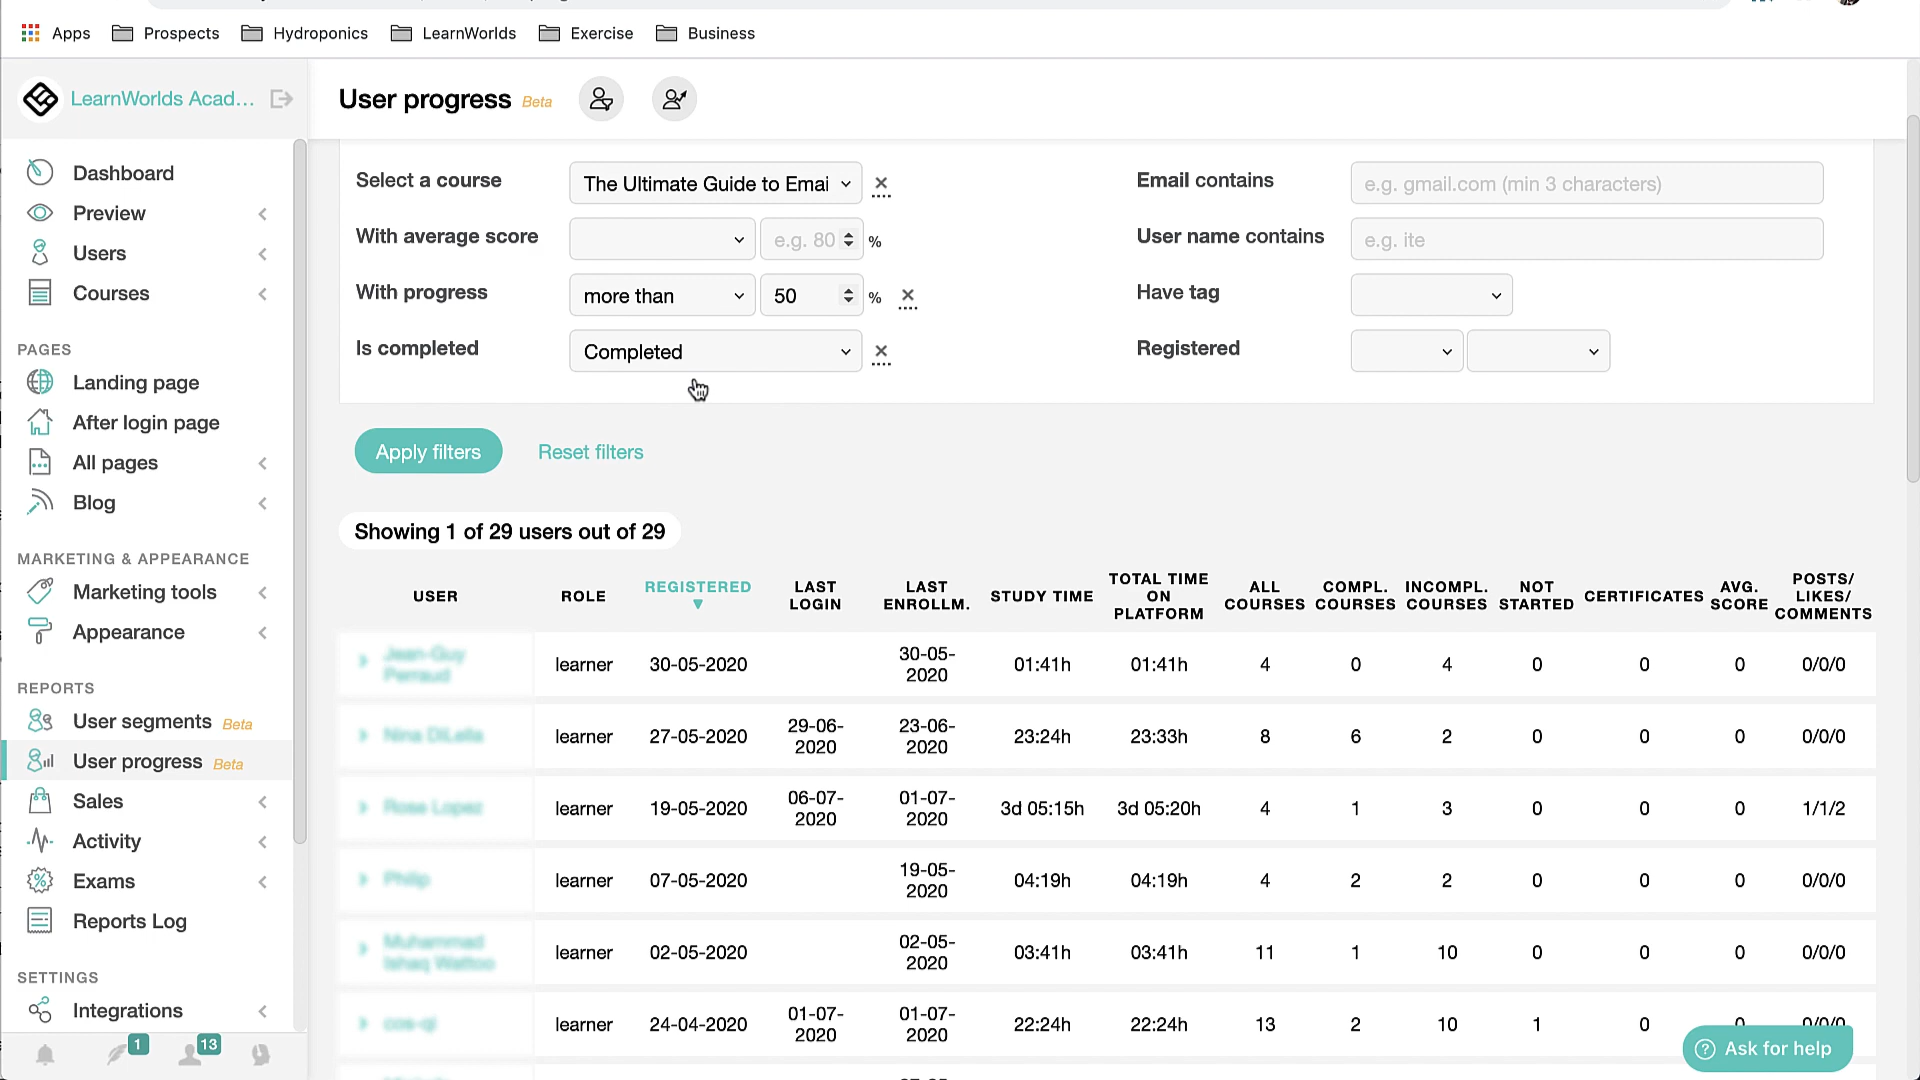 Apps Prospects Hydroponics LearnWorlds Exercise Business
LearnWorlds Acad...
User progress Beta
Dashboard
Preview
Users
Courses
PAGES
Landing page
After login page
All pages
Blog
MARKETING & APPEARANCE
Marketing tools
Appearance
REPORTS
User segments Beta
User progress Beta
Sales
Activity
Exams
Reports Log
SETTINGS
Integrations
1
13
Select a course The Ultimate Guide to Emai
With average score e.g. 80 %
With progress more than 50 %
Is completed Completed
Email contains e.g. gmail.com (min 3 characters)
User name contains e.g. ite
Have tag
Registered
Apply filters Reset filters
Showing 1 of 29 users out of 29
USER ROLE REGISTERED ▼ LAST LOGIN LAST ENROLLM. STUDY TIME TOTAL TIME ON PLATFORM ALL COURSES COMPL. COURSES INCOMPL. COURSES NOT STARTED CERTIFICATES AVG. SCORE POSTS/ LIKES/ COMMENTS
learner 30-05-2020 30-05-2020 01:41h 01:41h 4 0 4 0 0 0 0/0/0
learner 27-05-2020 29-06-2020 23-06-2020 23:24h 23:33h 8 6 2 0 0 0 0/0/0
learner 19-05-2020 06-07-2020 01-07-2020 3d 05:15h 3d 05:20h 4 1 3 0 0 0 1/1/2
learner 07-05-2020 19-05-2020 04:19h 04:19h 4 2 2 0 0 0 0/0/0
learner 02-05-2020 02-05-2020 03:41h 03:41h 11 1 10 0 0 0 0/0/0
learner 24-04-2020 01-07-2020 01-07-2020 22:24h 22:24h 13 2 10 1 0 0 0/0/0
? Ask for help